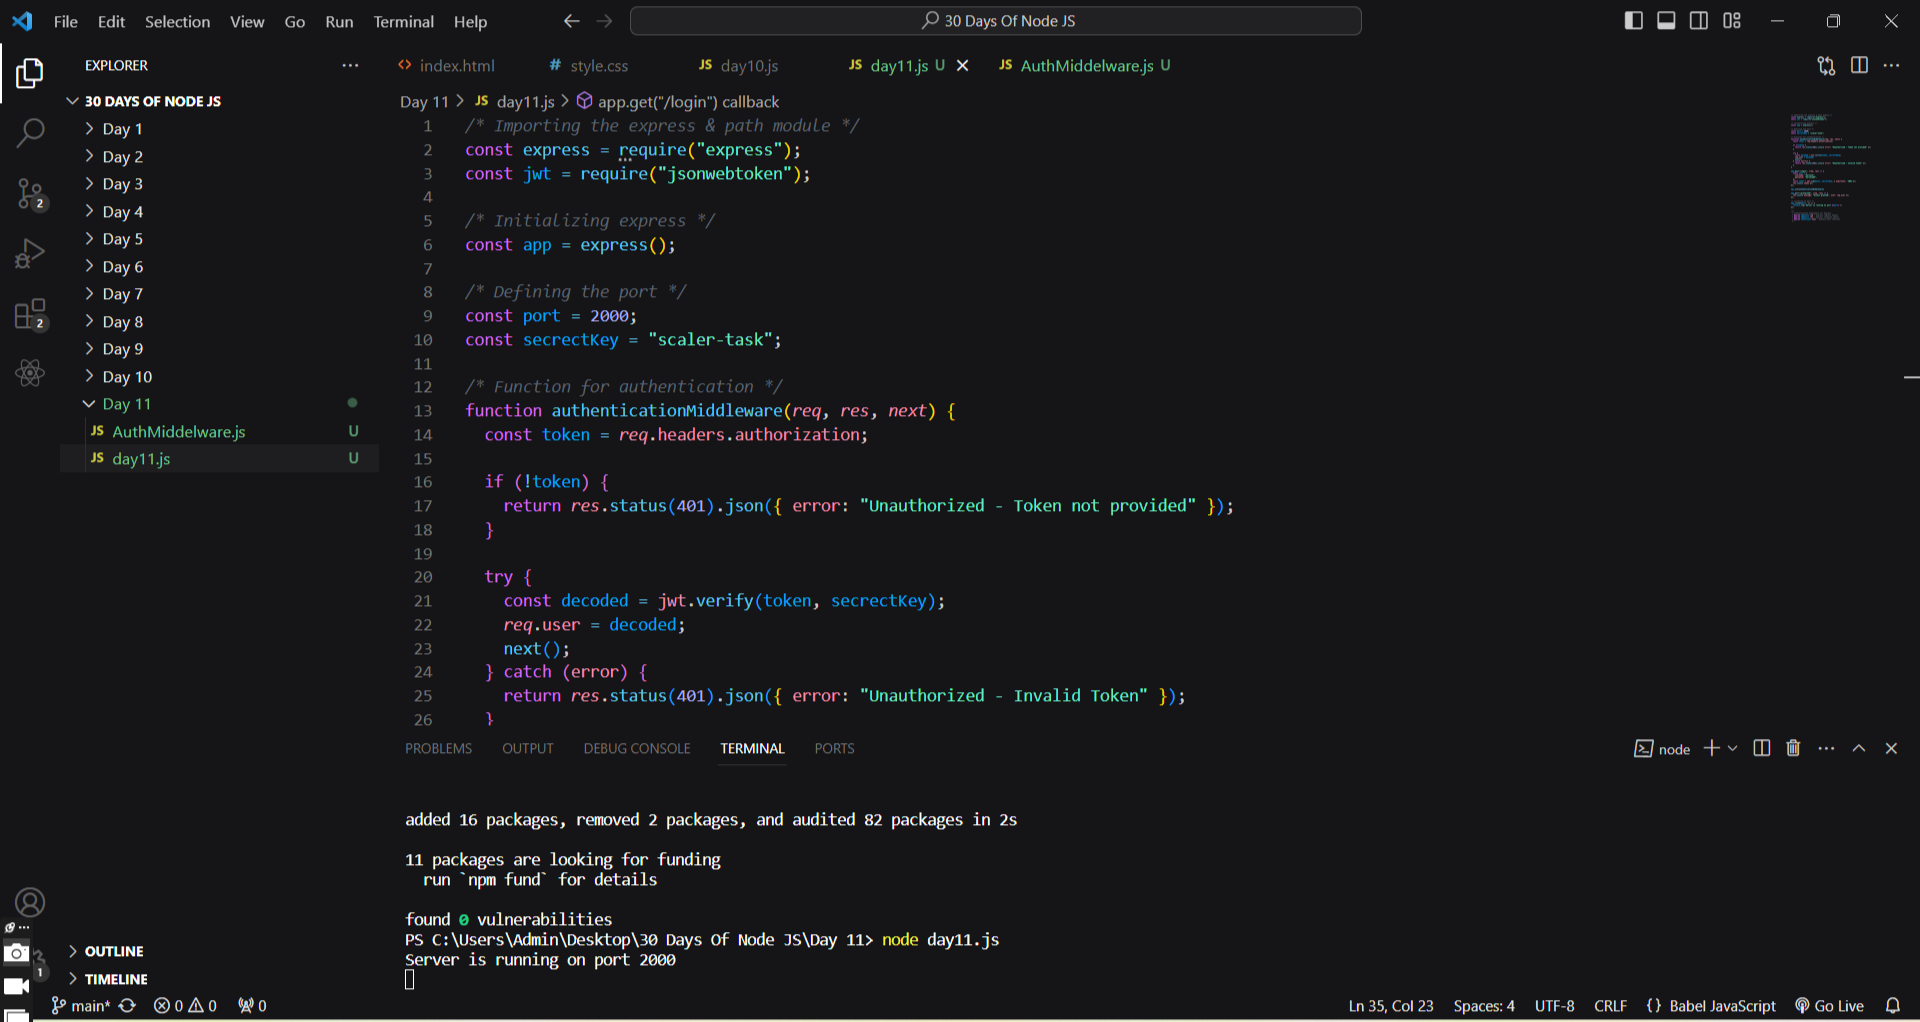 File Edit Selection View Go Run Terminal Help
30 Days Of Node JS
EXPLORER
30 DAYS OF NODE JS
Day 1
Day 2
Day 3
Day 4
Day 5
Day 6
Day 7
Day 8
Day 9
Day 10
Day 11
JS AuthMiddelware.js U
JS day11.js U
2
2
1
OUTLINE
TIMELINE
<> index.html # style.css JS day10.js JS day11.js U JS AuthMiddelware.js U
Day 11 > JS day11.js > app.get("/login") callback
1 /* Importing the express & path module */
2 const express = require("express");
3 const jwt = require("jsonwebtoken");
4
5 /* Initializing express */
6 const app = express();
7
8 /* Defining the port */
9 const port = 2000;
10 const secrectKey = "scaler-task";
11
12 /* Function for authentication */
13 function authenticationMiddleware(req, res, next) {
14 const token = req.headers.authorization;
15
16 if (!token) {
17 return res.status(401).json({ error: "Unauthorized - Token not provided" });
18 }
19
20 try {
21 const decoded = jwt.verify(token, secrectKey);
22 req.user = decoded;
23 next();
24 } catch (error) {
25 return res.status(401).json({ error: "Unauthorized - Invalid Token" });
26 }
PROBLEMS OUTPUT DEBUG CONSOLE TERMINAL PORTS
node
added 16 packages, removed 2 packages, and audited 82 packages in 2s
11 packages are looking for funding
run `npm fund` for details
found 0 vulnerabilities
PS C:\Users\Admin\Desktop\30 Days Of Node JS\Day 11> node day11.js
Server is running on port 2000
main* 0 0 0
Ln 35, Col 23 Spaces: 4 UTF-8 CRLF {} Babel JavaScript Go Live